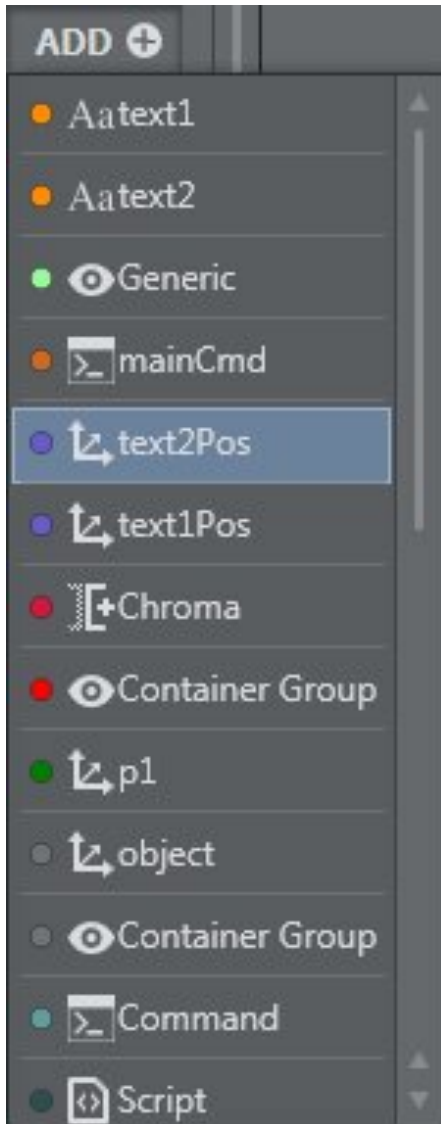 ADD
Aatext1
Aatext2
Generic
mainCmd
text2Pos
text1Pos
Chroma
Container Group
p1
object
Container Group
Command
Script